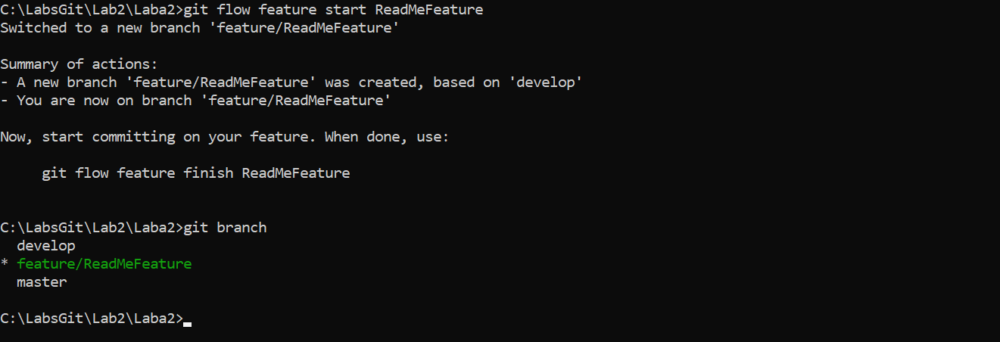 C:\LabsGit\Lab2\Laba2>git flow feature start ReadMeFeature
Switched to a new branch 'feature/ReadMeFeature'
Summary of actions:
- A new branch 'feature/ReadMeFeature' was created, based on 'develop'
- You are now on branch 'feature/ReadMeFeature'
Now, start committing on your feature. When done, use:
git flow feature finish ReadMeFeature
C:\LabsGit\Lab2\Laba2>git branch
develop
* feature/ReadMeFeature
master
C:\LabsGit\Lab2\Laba2>